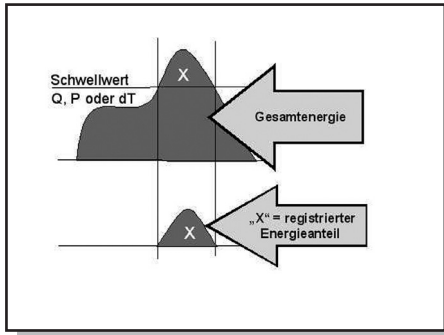 X
Schwellwert
Q, P oder dT
Gesamtenergie
„X“ = registrierter
Energieanteil
X